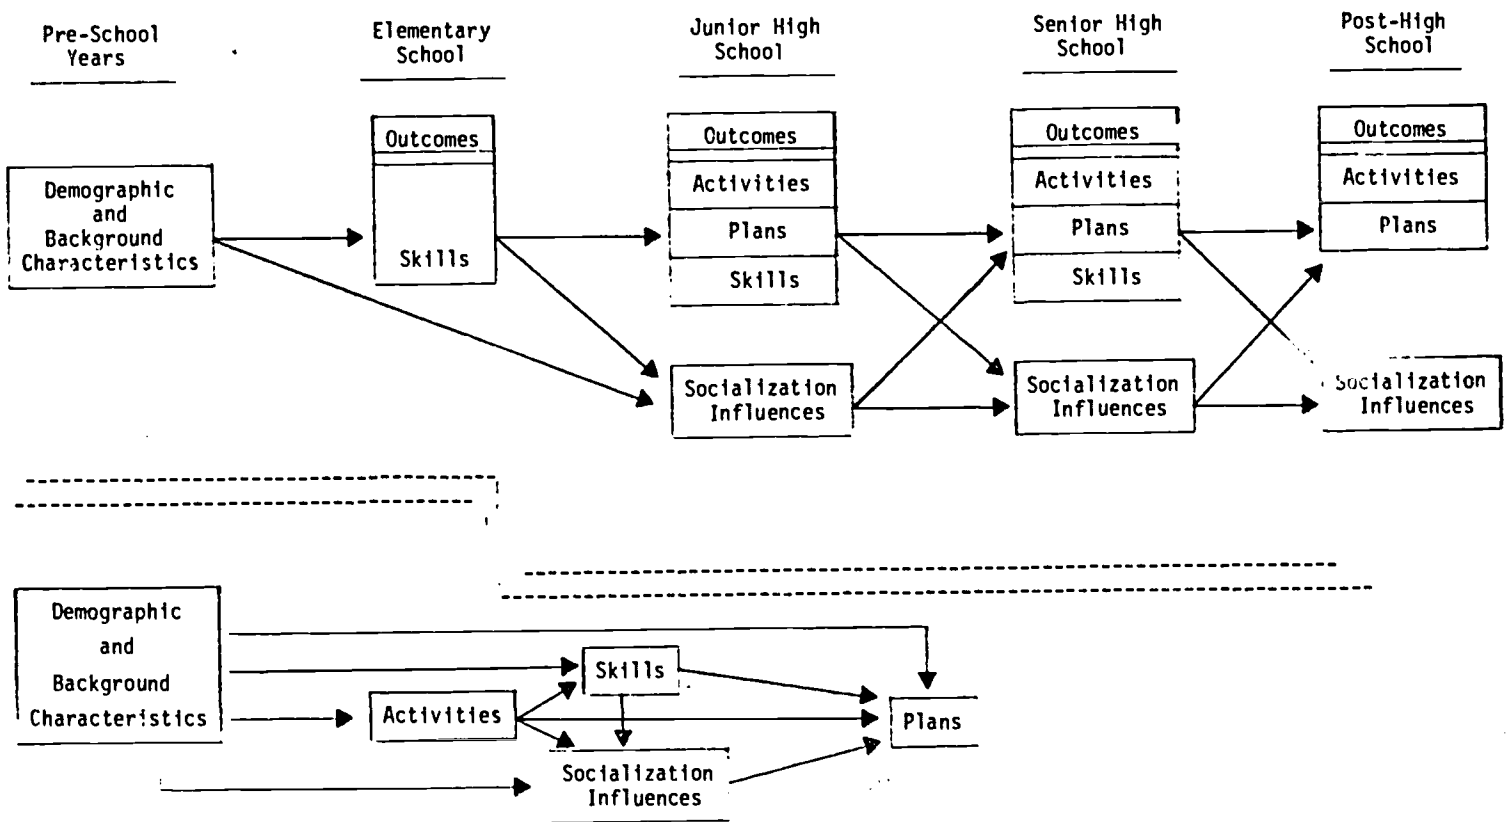 Pre-School
Years
Elementary
School
Junior High
School
Senior High
School
Post-High
School
Demographic
and
Background
Characteristics
Outcomes
Skills
Outcomes
Activities
Plans
Skills
Socialization
Influences
Outcomes
Activities
Plans
Skills
Socialization
Influences
Outcomes
Activities
Plans
Socialization
Influences
Demographic
and
Background
Characteristics
Activities
Skills
Socialization
Influences
Plans